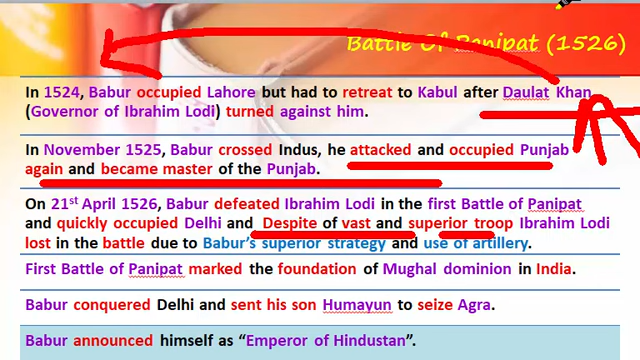 Battle Of Panipat (1526)
In 1524, Babur occupied Lahore but had to retreat to Kabul after Daulat Khan
(Governor of Ibrahim Lodi) turned against him.
In November 1525, Babur crossed Indus, he attacked and occupied Punjab
again and became master of the Punjab.
On 21st April 1526, Babur defeated Ibrahim Lodi in the first Battle of Panipat
and quickly occupied Delhi and Despite of vast and superior troop Ibrahim Lodi
lost in the battle due to Babur's superior strategy and use of artillery.
First Battle of Panipat marked the foundation of Mughal dominion in India.
Babur conquered Delhi and sent his son Humayun to seize Agra.
Babur announced himself as “Emperor of Hindustan”.